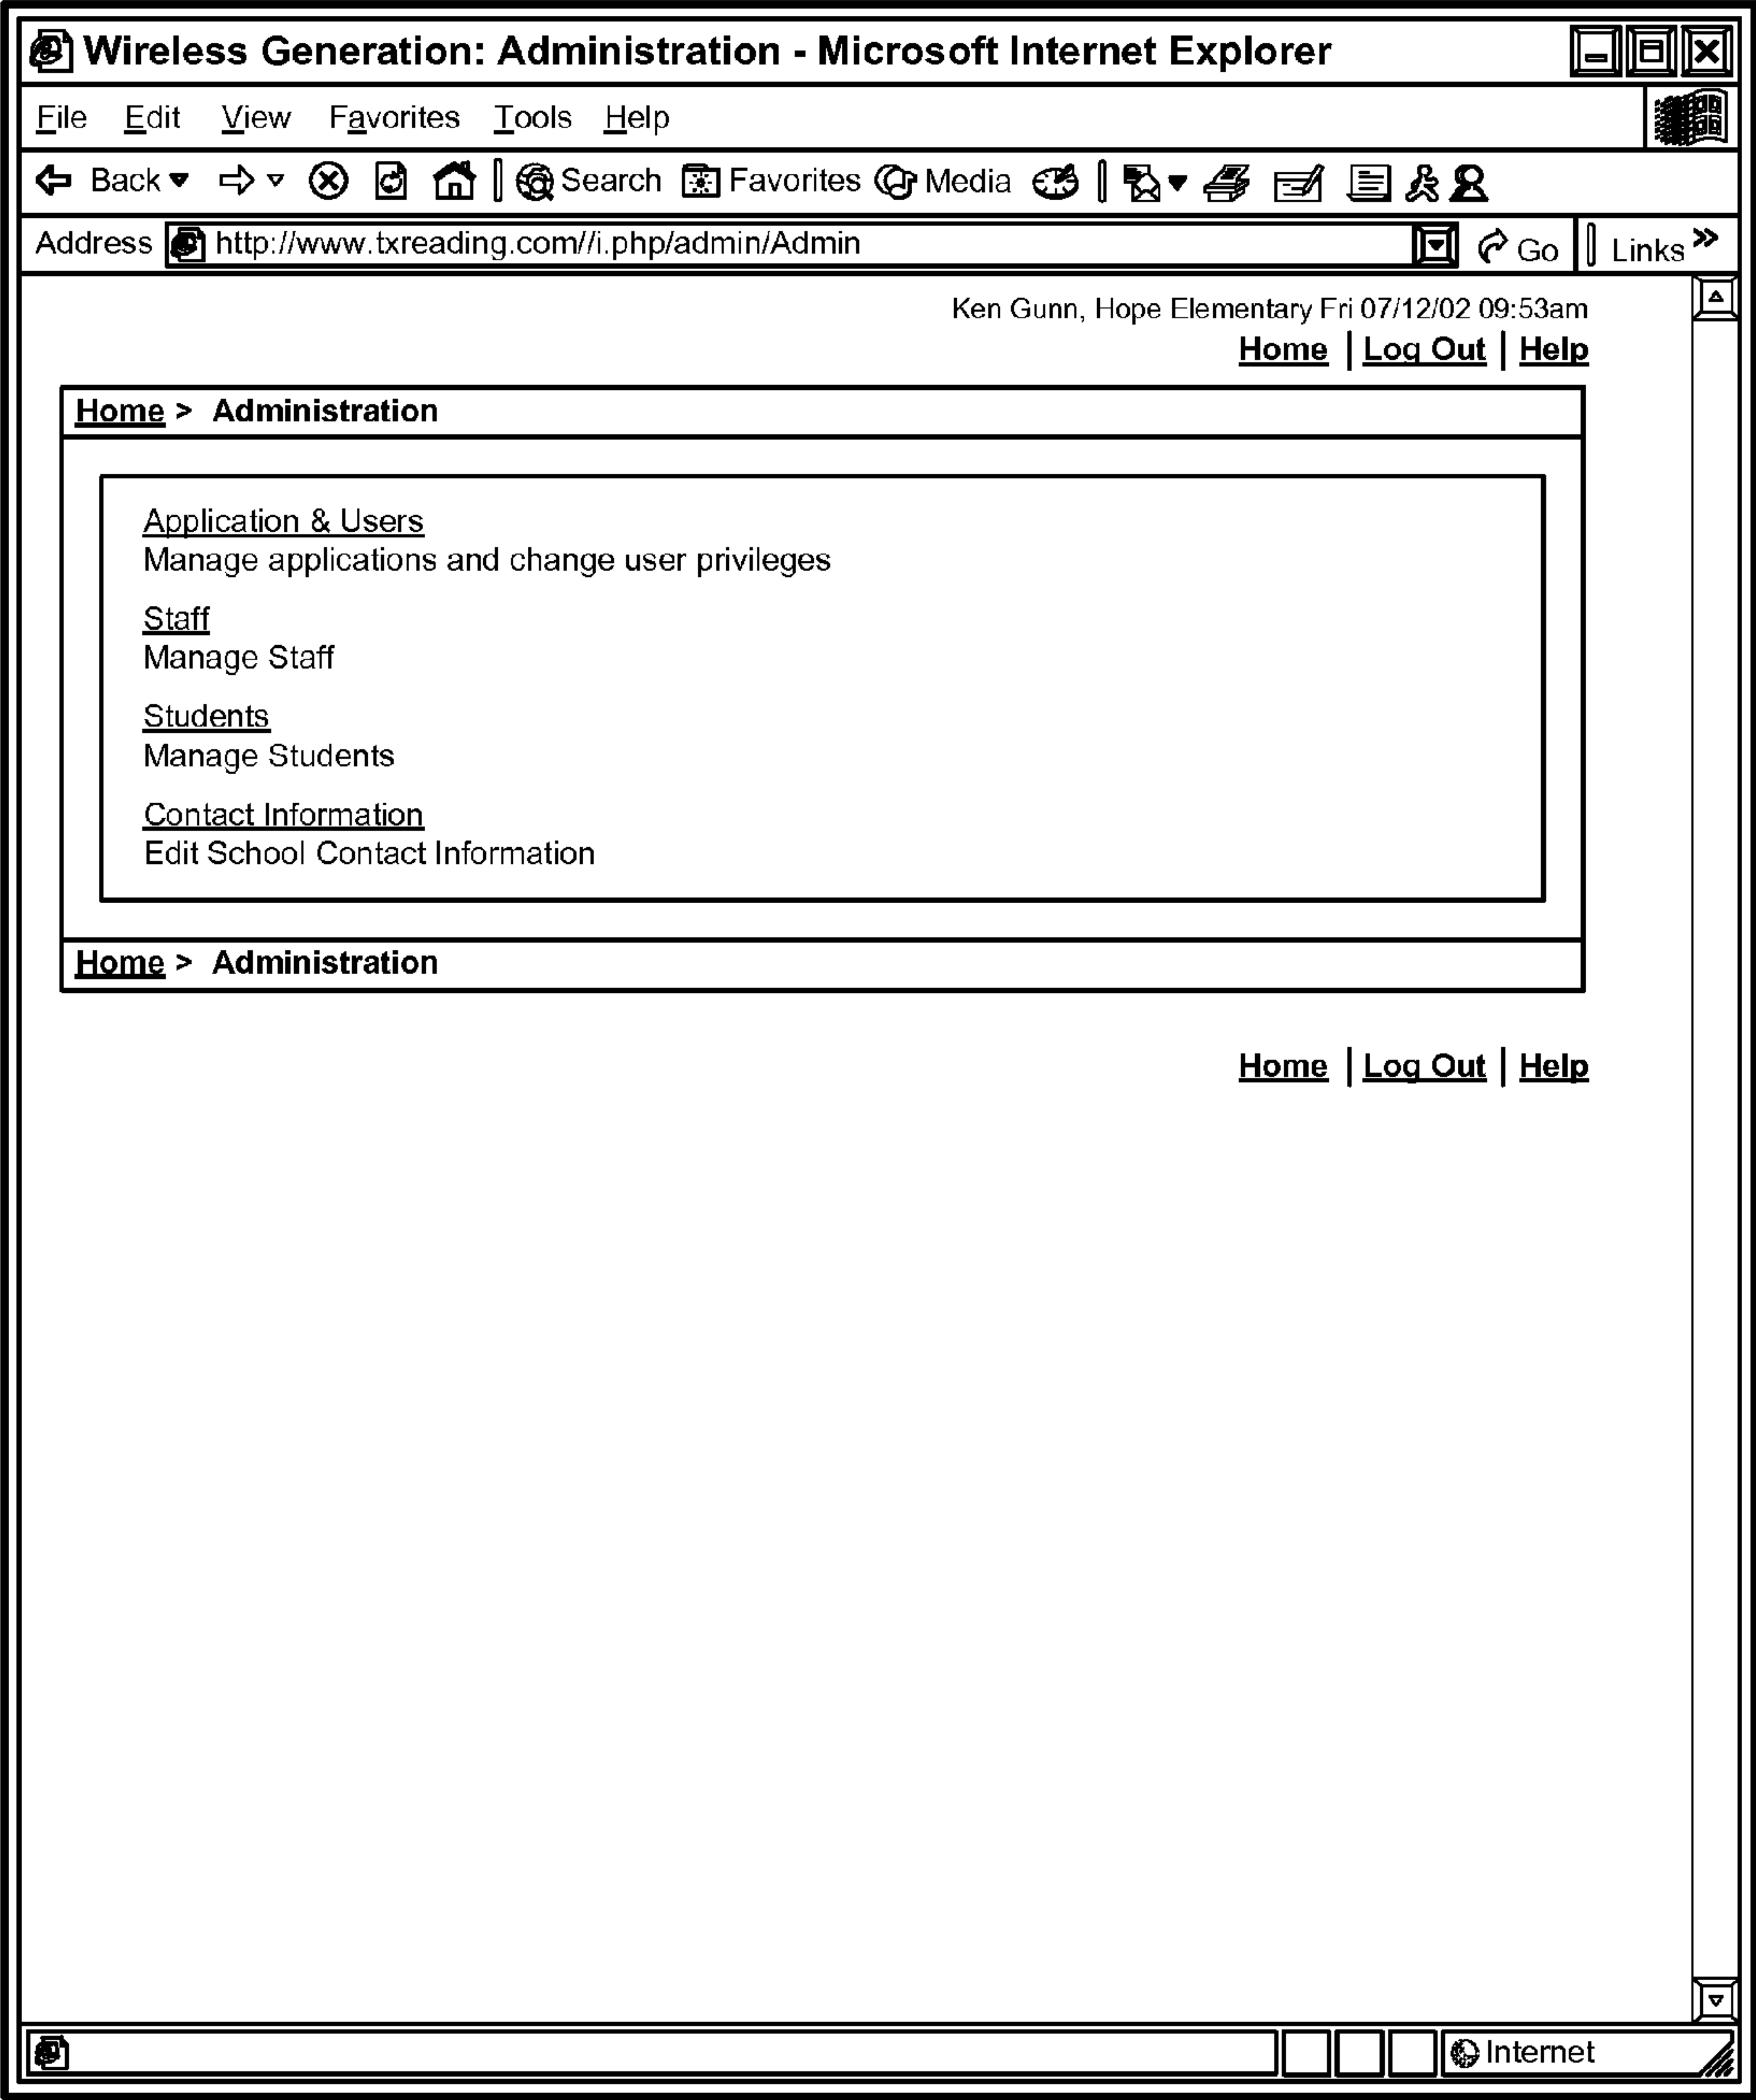 Wireless Generation: Administration - Microsoft Internet Explorer
File Edit View Favorites Tools Help
Back Search Favorites Media
Address http://www.txreading.com//i.php/admin/Admin Go Links »
Ken Gunn, Hope Elementary Fri 07/12/02 09:53am
Home | Log Out | Help
Home > Administration
Application & Users
Manage applications and change user privileges
Staff
Manage Staff
Students
Manage Students
Contact Information
Edit School Contact Information
Home > Administration
Home | Log Out | Help
Internet